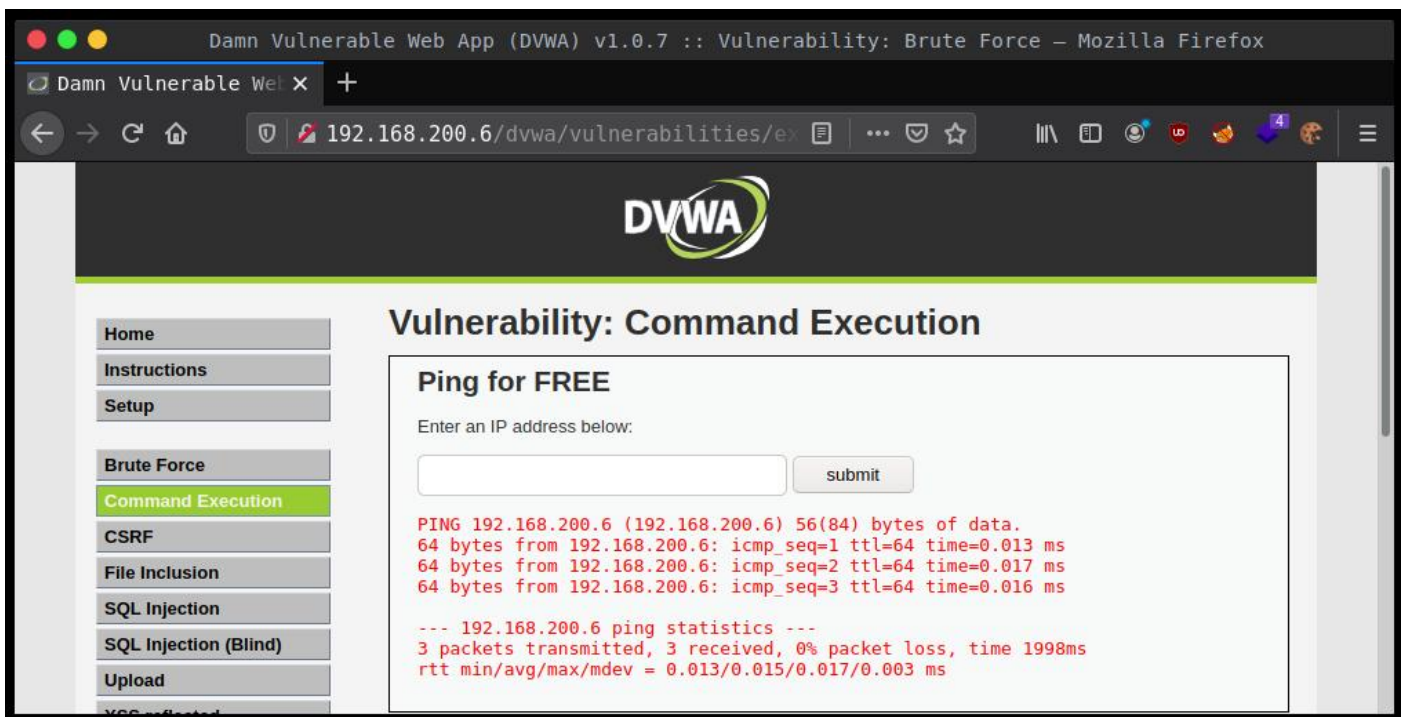 Damn Vulnerable Web App (DVWA) v1.0.7 :: Vulnerability: Brute Force — Mozilla Firefox
Damn Vulnerable Wel
192.168.200.6/dvwa/vulnerabilities/ex
4
DVWA
Home
Instructions
Setup
Brute Force
Command Execution
CSRF
File Inclusion
SQL Injection
SQL Injection (Blind)
Upload
XSS reflected
Vulnerability: Command Execution
Ping for FREE
Enter an IP address below:
submit
PING 192.168.200.6 (192.168.200.6) 56(84) bytes of data.
64 bytes from 192.168.200.6: icmp_seq=1 ttl=64 time=0.013 ms
64 bytes from 192.168.200.6: icmp_seq=2 ttl=64 time=0.017 ms
64 bytes from 192.168.200.6: icmp_seq=3 ttl=64 time=0.016 ms
--- 192.168.200.6 ping statistics ---
3 packets transmitted, 3 received, 0% packet loss, time 1998ms
rtt min/avg/max/mdev = 0.013/0.015/0.017/0.003 ms